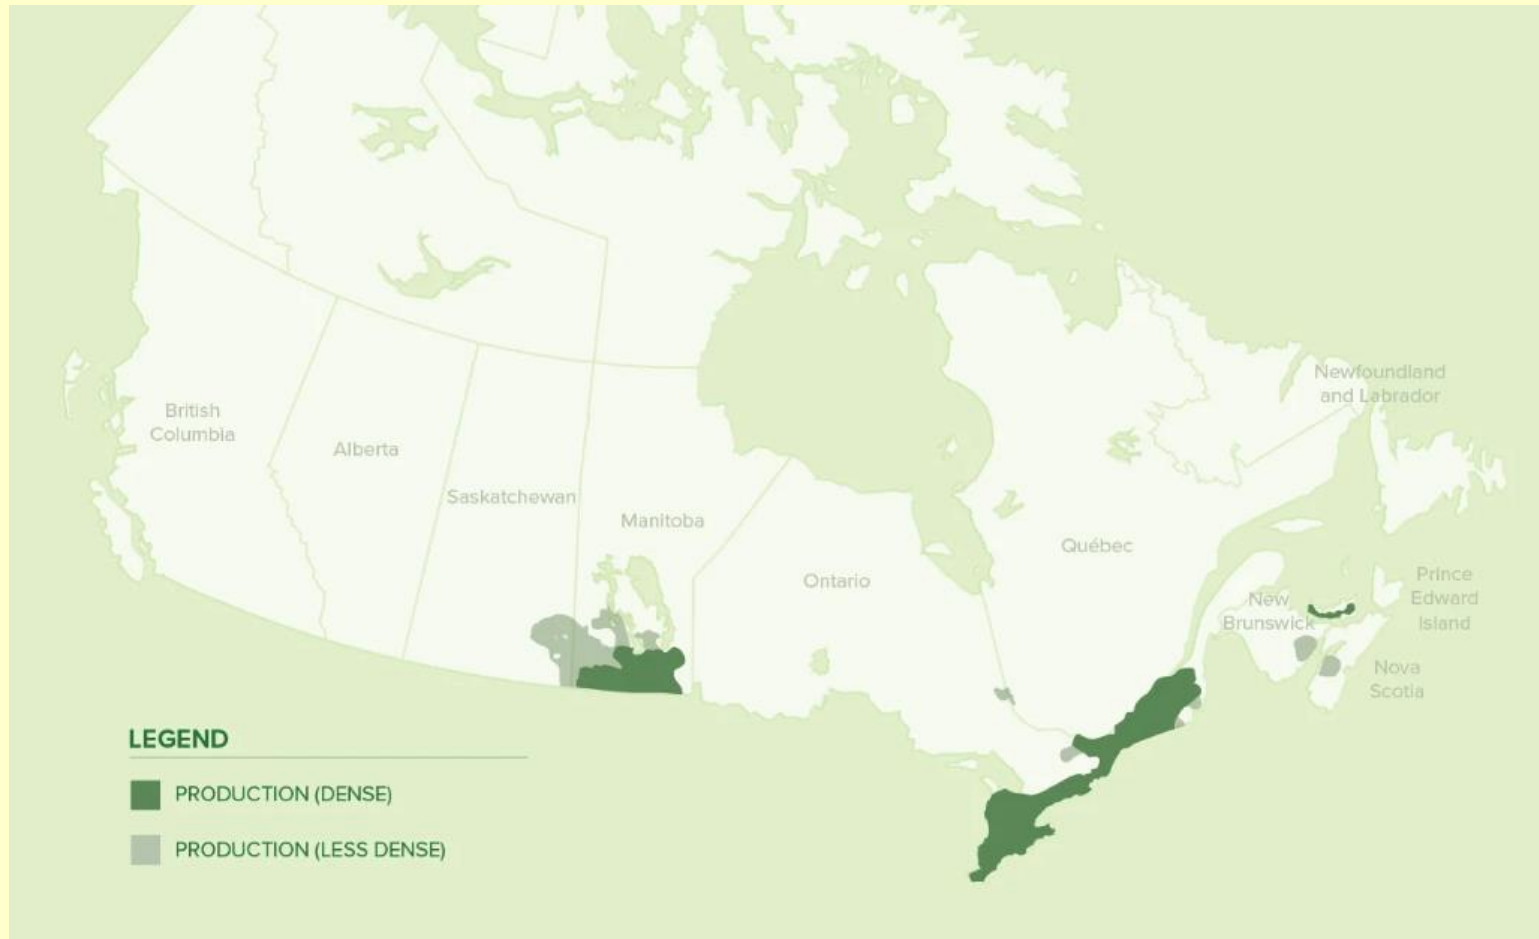 British
Columbia
Alberta
Saskatchewan
Manitoba
Ontario
Québec
Newfoundland
and Labrador
New
Brunswick
Prince
Edward
Island
Nova
Scotia
LEGEND
PRODUCTION (DENSE)
PRODUCTION (LESS DENSE)